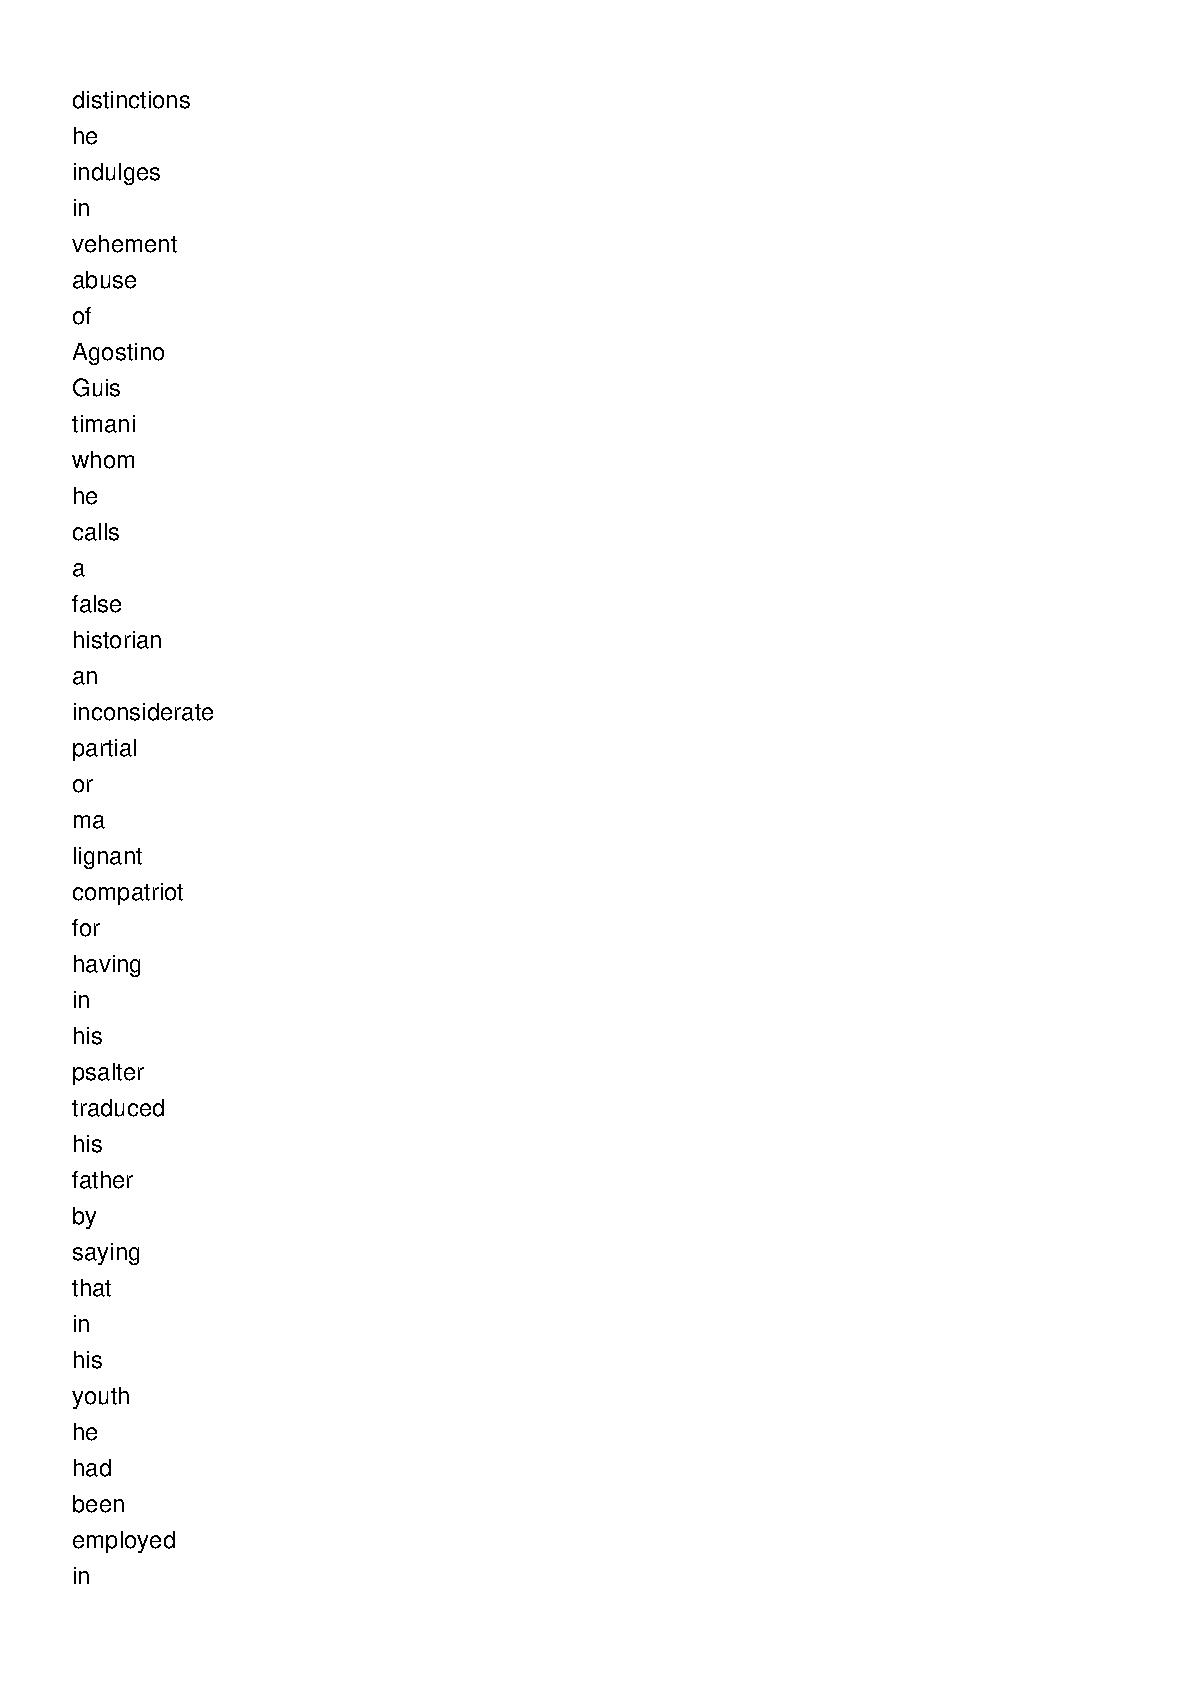 distinctions
he
indulges
in
vehement
abuse
of
Agostino
Guis
timani
whom
he
calls
a
false
historian
an
inconsiderate
partial
or
ma
lignant
compatriot
for
having
in
his
psalter
traduced
his
father
by
saying
that
in
his
youth
he
had
been
employed
in